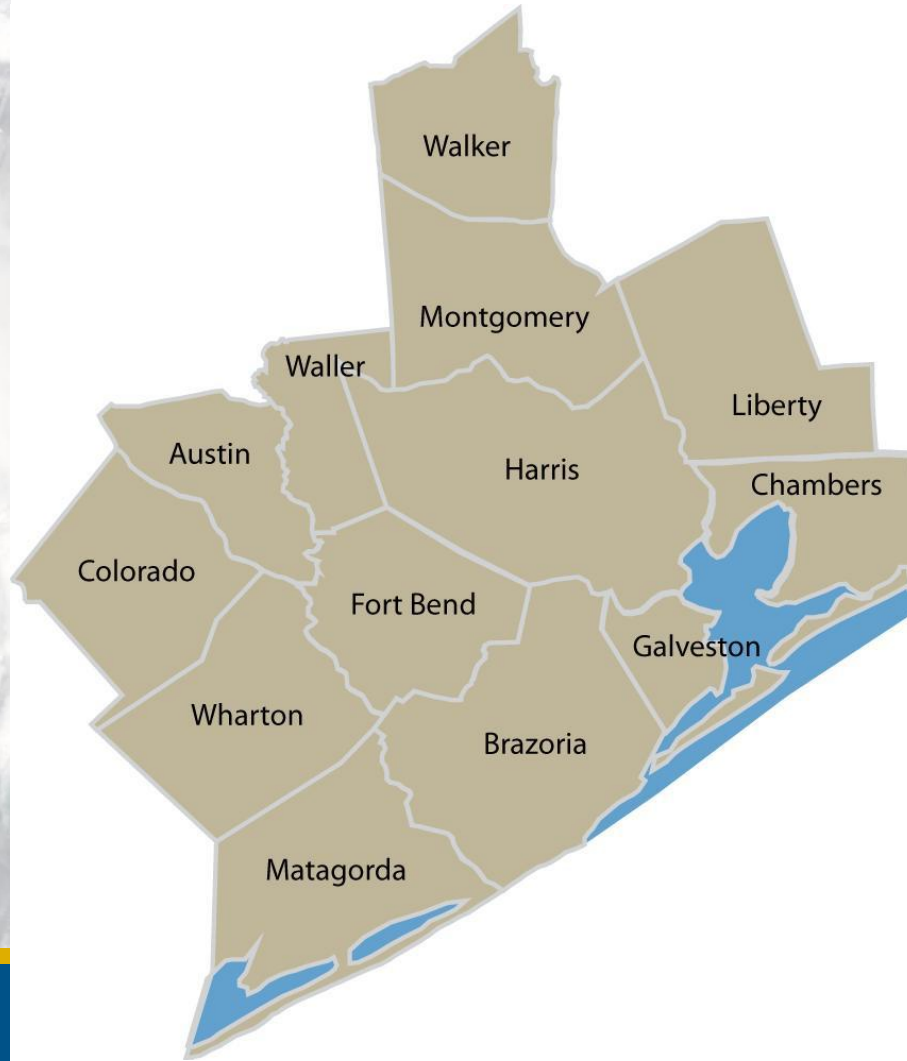 Walker
Montgomery
Waller
Liberty
Austin
Harris
Chambers
Colorado
Fort Bend
Galveston
Wharton
Brazoria
Matagorda